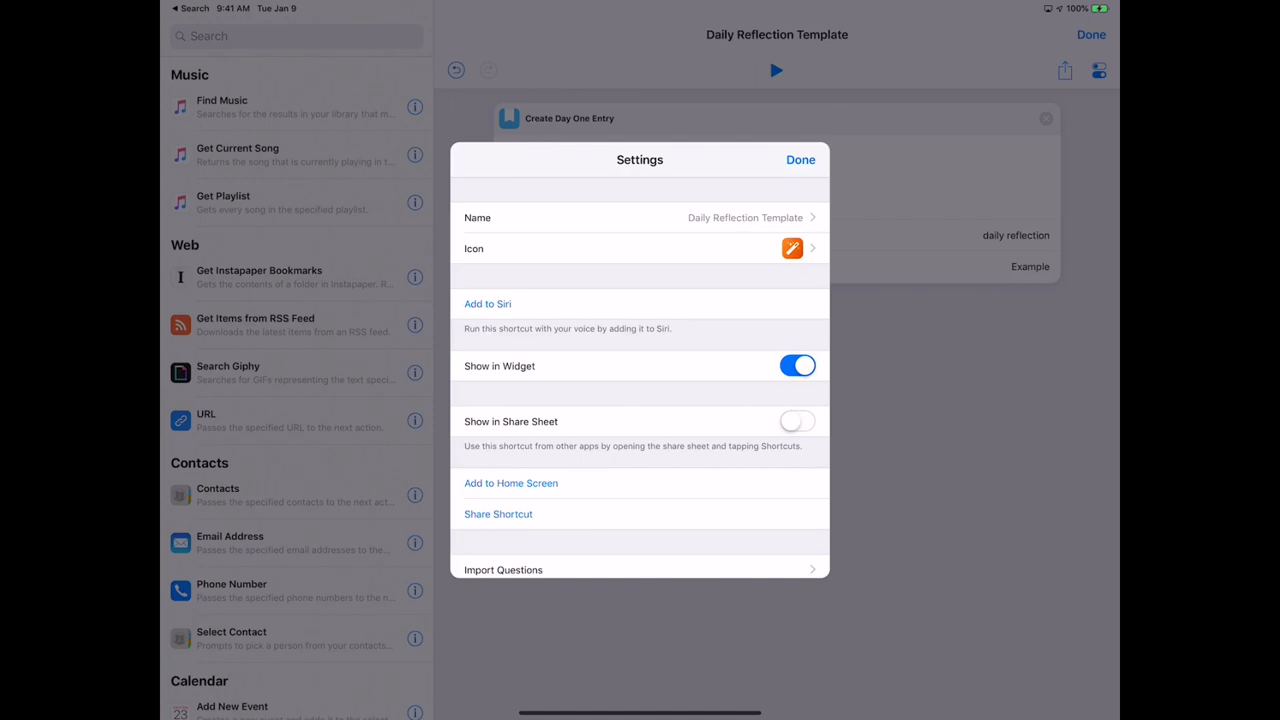 Search 9:41 AM Tue Jan 9
100%
Search
Music
Find Music
Searches for the results in your library that m...
Get Current Song
Returns the song that is currently playing in t...
Get Playlist
Gets every song in the specified playlist.
Web
Get Instapaper Bookmarks
Gets the contents of a folder in Instapaper. R...
Get Items from RSS Feed
Downloads the latest items from an RSS feed.
Search Giphy
Searches for GIFs representing the text speci...
URL
Passes the specified URL to the next action.
Contacts
Contacts
Passes the specified contacts to the next act...
Email Address
Passes the specified email addresses to the...
Phone Number
Passes the specified phone numbers to the n...
Select Contact
Prompts to pick a person from your contacts...
Calendar
23
Add New Event
Daily Reflection Template
Done
Create Day One Entry
daily reflection
Example
Settings
Done
Name
Daily Reflection Template
Icon
Add to Siri
Run this shortcut with your voice by adding it to Siri.
Show in Widget
Show in Share Sheet
Use this shortcut from other apps by opening the share sheet and tapping Shortcuts.
Add to Home Screen
Share Shortcut
Import Questions